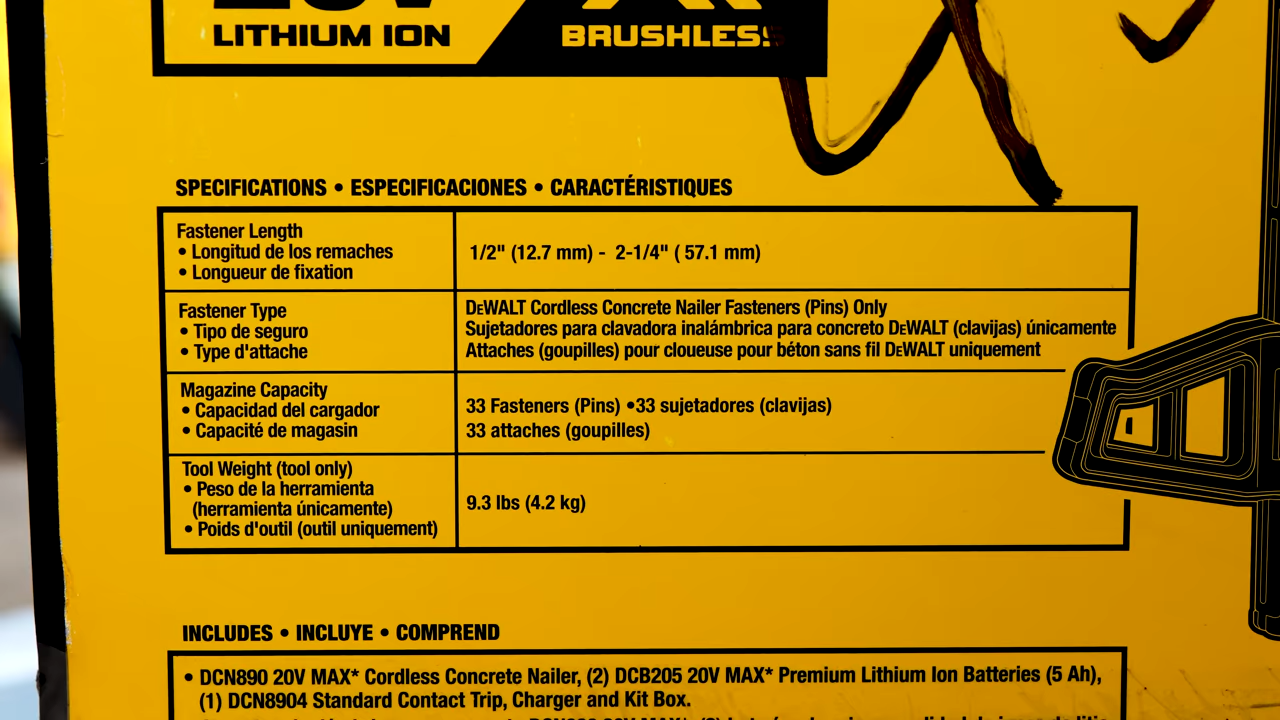 LITHIUM ION
BRUSHLESS
SPECIFICATIONS • ESPECIFICACIONES • CARACTÉRISTIQUES
Fastener Length
• Longitud de los remaches
• Longueur de fixation
1/2" (12.7 mm) - 2-1/4" ( 57.1 mm)
Fastener Type
• Tipo de seguro
• Type d'attache
DEWALT Cordless Concrete Nailer Fasteners (Pins) Only
Sujetadores para clavadora inalámbrica para concreto DEWALT (clavijas) únicamente
Attaches (goupilles) pour cloueuse pour béton sans fil DEWALT uniquement
Magazine Capacity
• Capacidad del cargador
• Capacité de magasin
33 Fasteners (Pins) •33 sujetadores (clavijas)
33 attaches (goupilles)
Tool Weight (tool only)
• Peso de la herramienta
(herramienta únicamente)
• Poids d'outil (outil uniquement)
9.3 lbs (4.2 kg)
INCLUDES • INCLUYE • COMPREND
• DCN890 20V MAX* Cordless Concrete Nailer, (2) DCB205 20V MAX* Premium Lithium Ion Batteries (5 Ah),
(1) DCN8904 Standard Contact Trip, Charger and Kit Box.